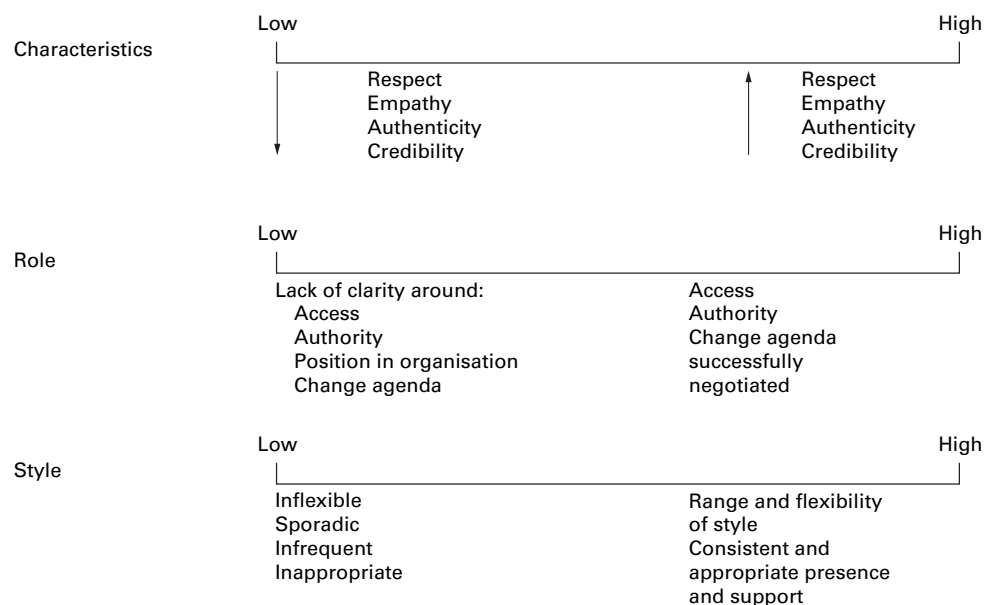 Low High
Characteristics
Respect Respect
Empathy Empathy
Authenticity Authenticity
Credibility Credibility
Low High
Role
Lack of clarity around: Access
Access Authority
Authority Change agenda
Position in organisation successfully
Change agenda negotiated
Low High
Style
Inflexible Range and flexibility
Sporadic of style
Infrequent Consistent and
Inappropriate appropriate presence
and support